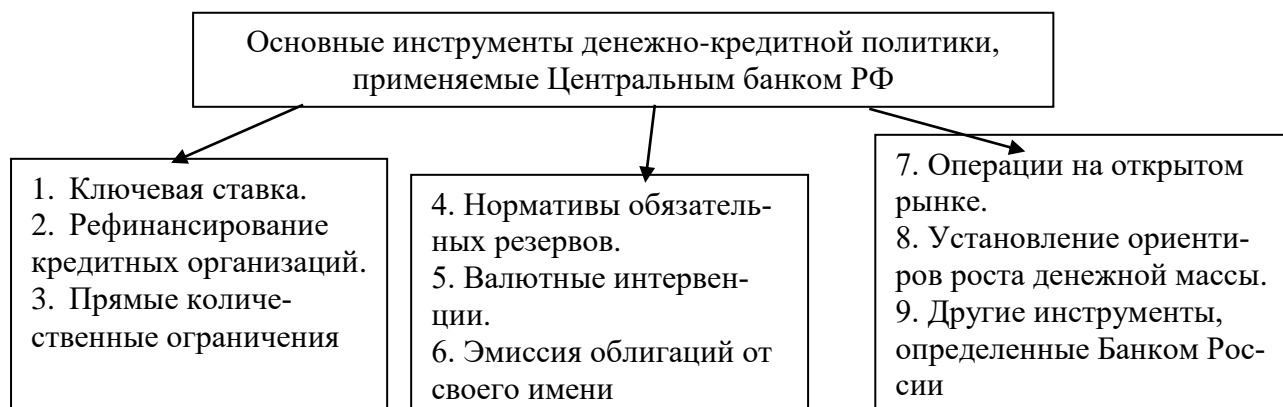 Основные инструменты денежно-кредитной политики,
применяемые Центральным банком РФ
1. Ключевая ставка.
2. Рефинансирование
кредитных организаций.
3. Прямые количе-
ственные ограничения
4. Нормативы обязатель-
ных резервов.
5. Валютные интервен-
ции.
6. Эмиссия облигаций от
своего имени
7. Операции на открытом
рынке.
8. Установление ориенти-
ров роста денежной массы.
9. Другие инструменты,
определенные Банком Рос-
сии